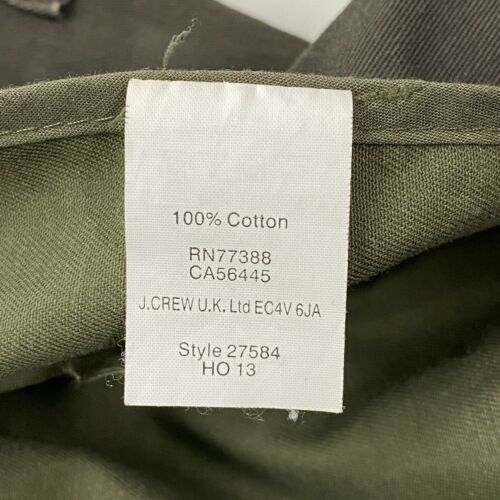 100% Cotton
RN77388
CA56445
J.CREW U.K. Ltd EC4V 6JA
Style 27584
HO 13